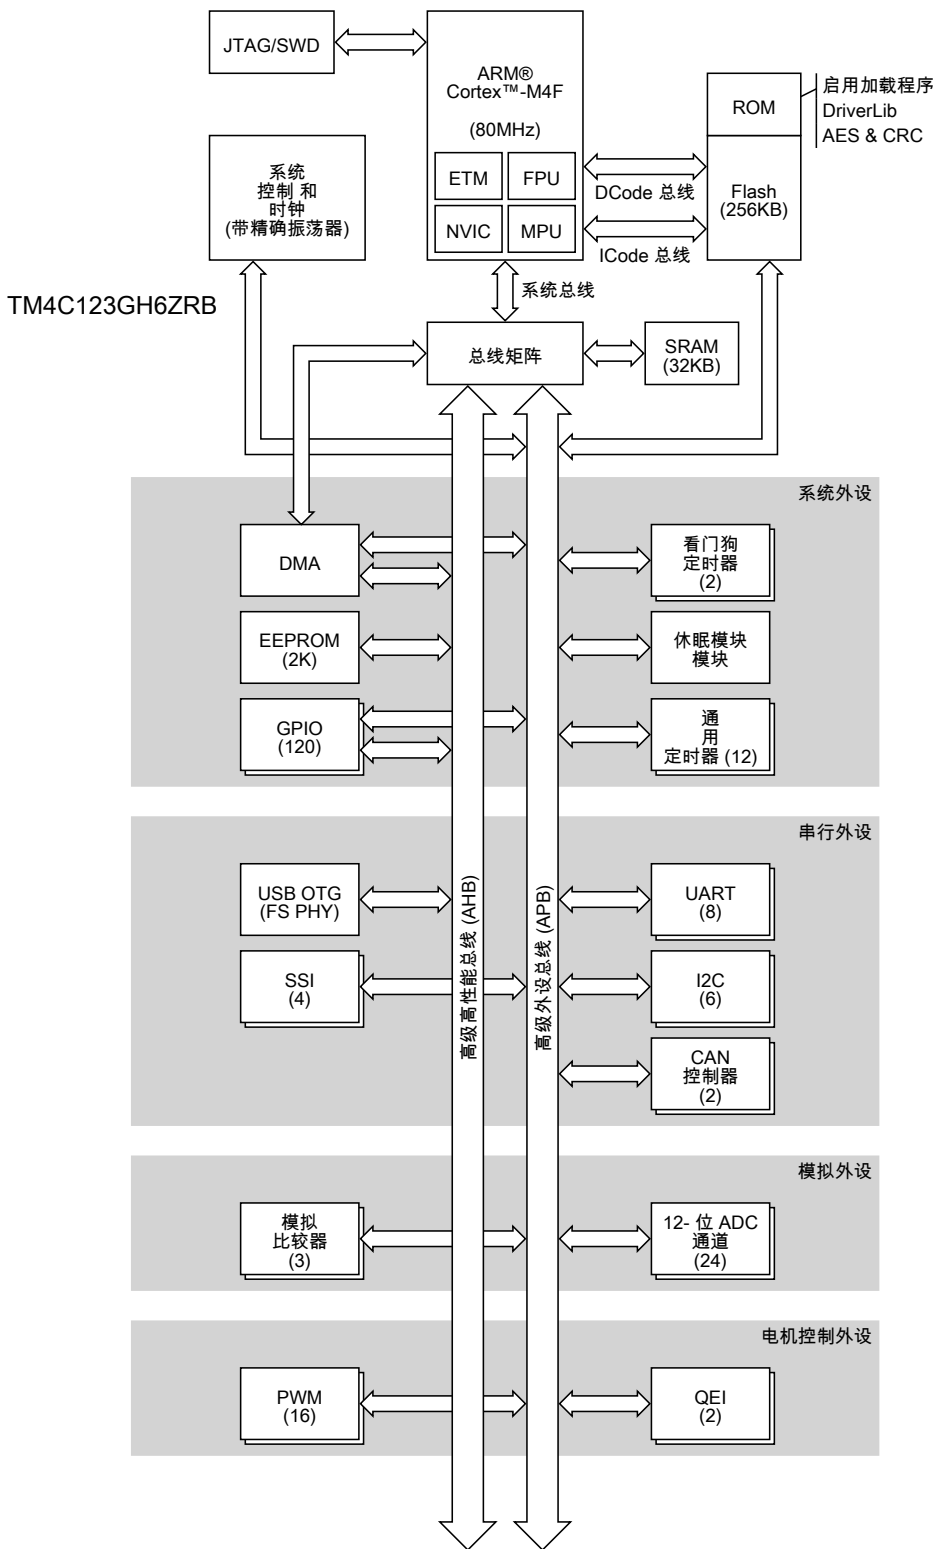 JTAG/SWD
ARM®
Cortex™-M4F
(80MHz)
ETM
FPU
NVIC
MPU
ROM
启用加载程序
DriverLib
AES & CRC
Flash
(256KB)
DCode 总线
ICode 总线
系统
控制 和
时钟
(带精确振荡器)
系统总线
TM4C123GH6ZRB
总线矩阵
SRAM
(32KB)
系统外设
DMA
看门狗
定时器
(2)
EEPROM
(2K)
休眠模块
模块
GPIO
(120)
通
用
定时器 (12)
串行外设
USB OTG
(FS PHY)
高级高性能总线 (AHB)
高级外设总线 (APB)
UART
(8)
SSI
(4)
I2C
(6)
CAN
控制器
(2)
模拟外设
模拟
比较器
(3)
12- 位 ADC
通道
(24)
电机控制外设
PWM
(16)
QEI
(2)